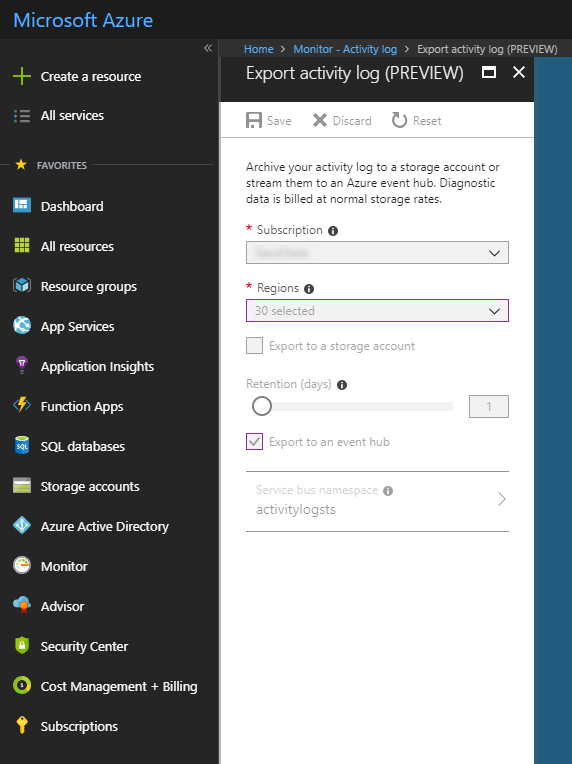 Microsoft Azure
Home > Monitor - Activity log > Export activity log (PREVIEW)
Create a resource
All services
FAVORITES
Dashboard
All resources
Resource groups
App Services
Application Insights
Function Apps
SQL databases
Storage accounts
Azure Active Directory
Monitor
Advisor
Security Center
Cost Management + Billing
Subscriptions
Export activity log (PREVIEW)
Save Discard Reset
Archive your activity log to a storage account or
stream them to an Azure event hub. Diagnostic
data is billed at normal storage rates.
* Subscription
* Regions
30 selected
Export to a storage account
Retention (days)
1
Export to an event hub
Service bus namespace
activitylogsts